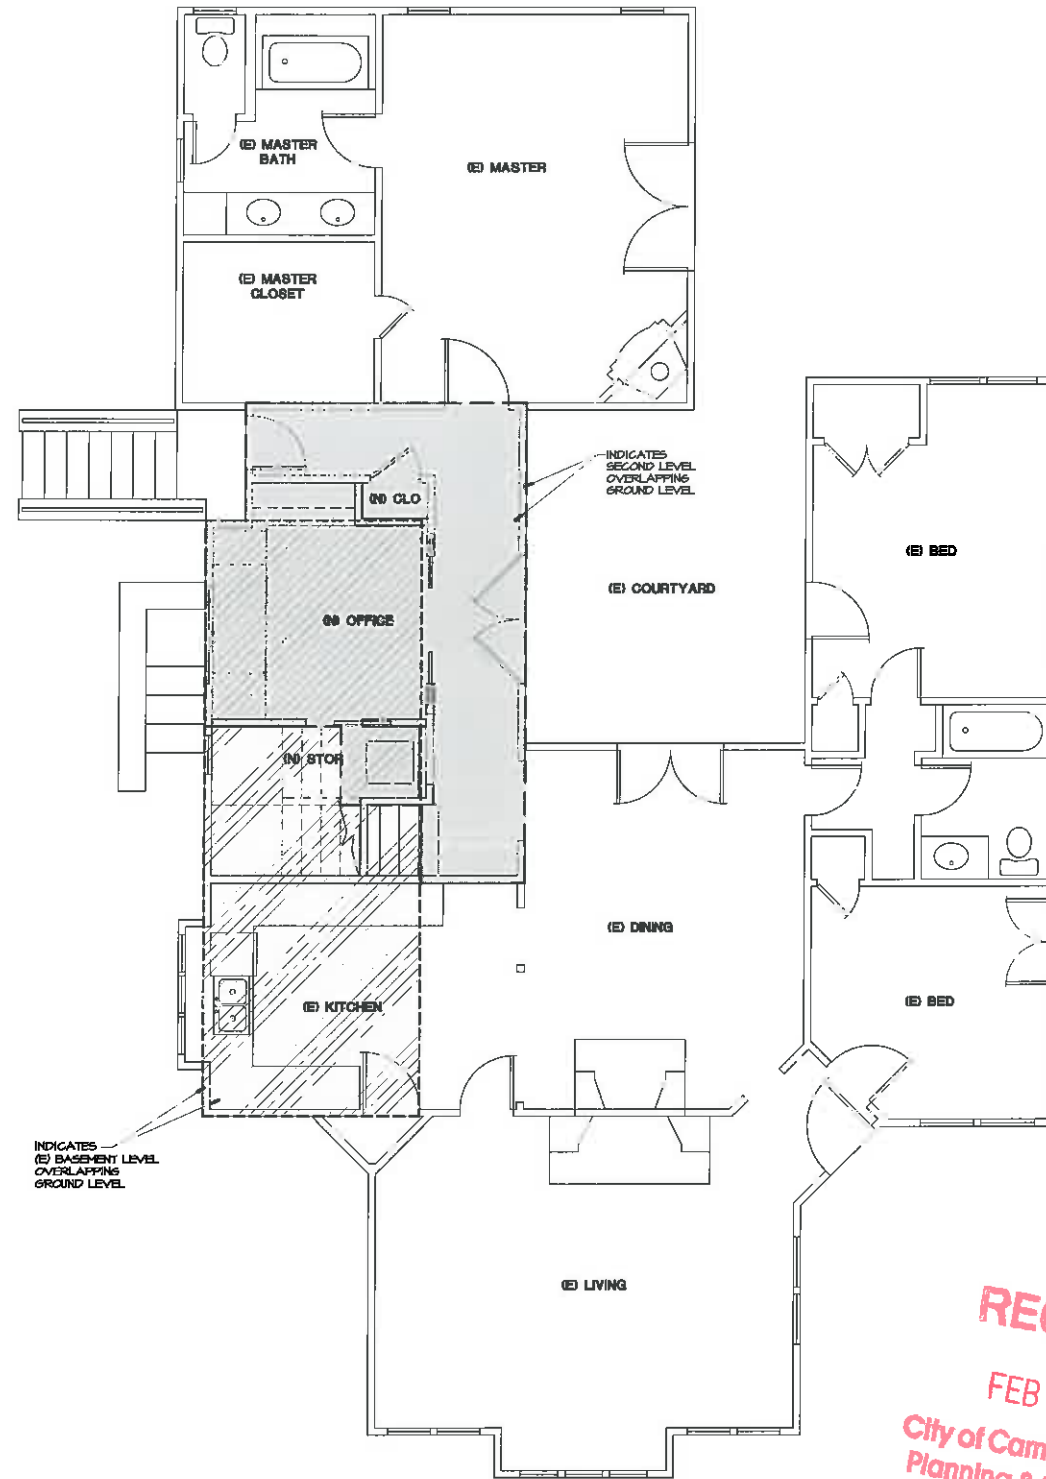 (E) MASTER
BATH
(E) MASTER
(E) MASTER
CLOSET
INDICATES
SECOND LEVEL
OVERLAPPING
GROUND LEVEL
(N) CLO
(E) BED
(E) COURTYARD
(N) OFFICE
(N) STOR
(E) DINING
(E) KITCHEN
(E) BED
INDICATES
(E) BASEMENT LEVEL
OVERLAPPING
GROUND LEVEL
(E) LIVING
FEB
City of
Planning &